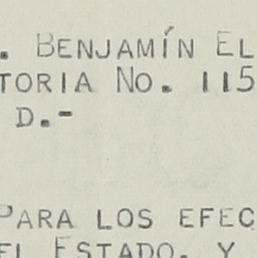 . BENJAMÍN EL
TORIA NO. 115
D.-
PARA LOS EFEC
EL ESTADO. Y